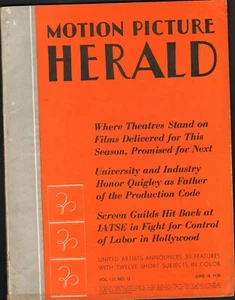 MOTION PICTURE
HERALD
Where Theatres Stand on
Films Delivered for This
Season, Promised for Next
University and Industry
Honor Quigley as Father
of the Production Code
Screen Guilds Hit Back at
IATSE in Fight for Control
of Labor in Hollywood
UNITED ARTISTS ANNOUNCES 30 FEATURES
WITH TWELVE SHORT SUBJECTS IN COLOR